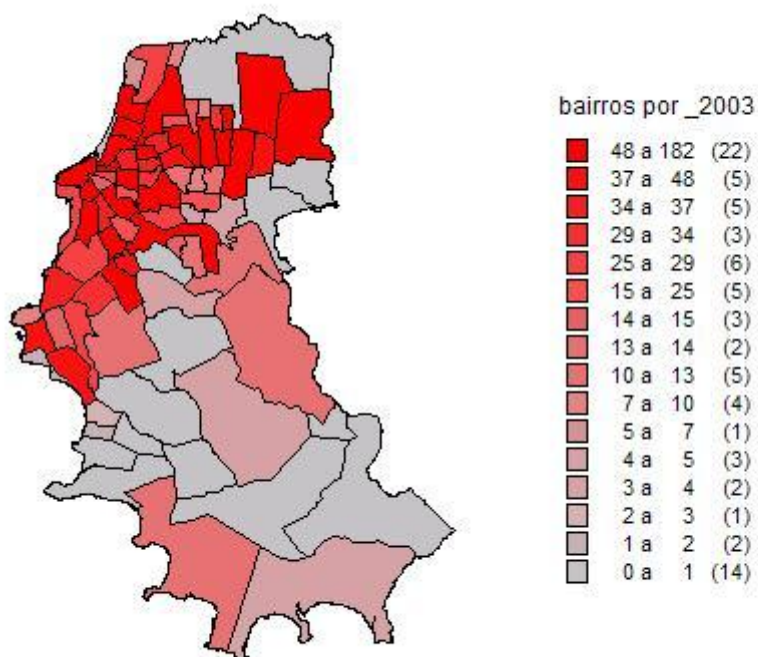 bairros por _2003
48 a 182 (22)
37 a 48 (5)
34 a 37 (5)
29 a 34 (3)
25 a 29 (6)
15 a 25 (5)
14 a 15 (3)
13 a 14 (2)
10 a 13 (5)
7 a 10 (4)
5 a 7 (1)
4 a 5 (3)
3 a 4 (2)
2 a 3 (1)
1 a 2 (2)
0 a 1 (14)